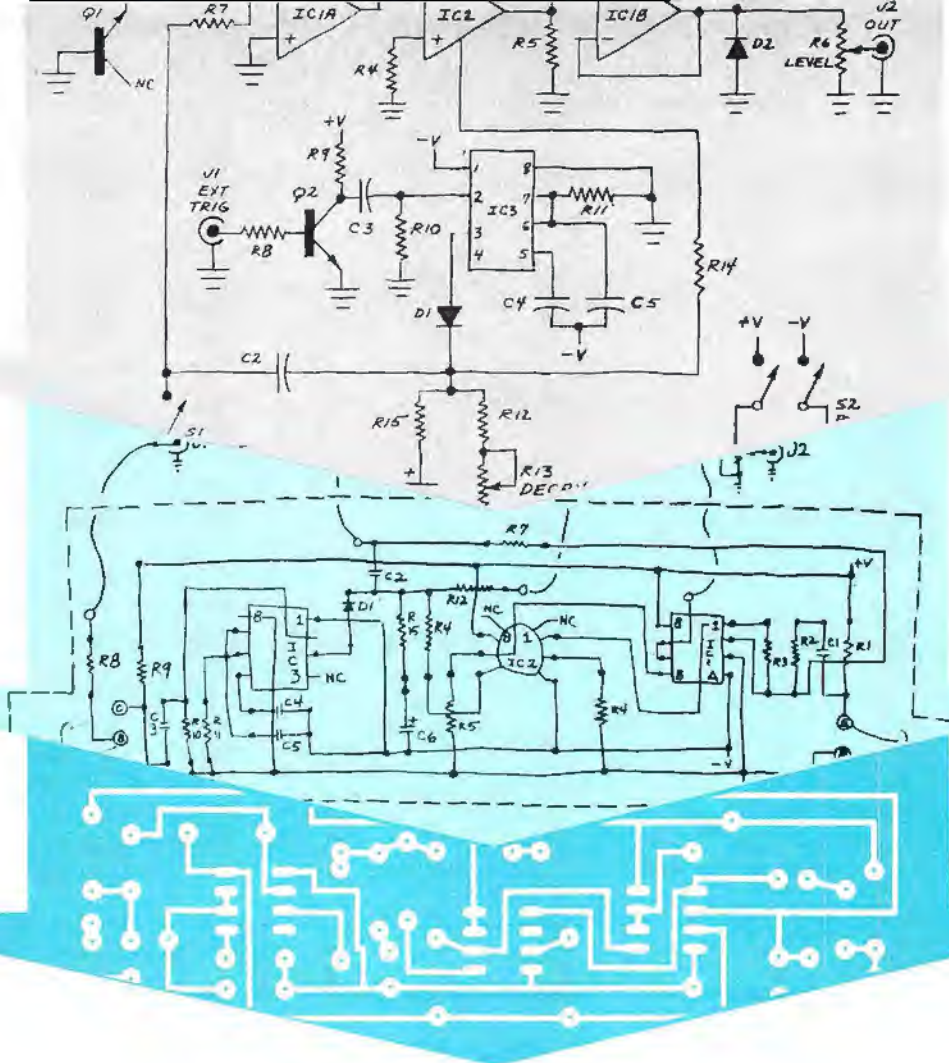 Q1
R7
IC1A
IC2
IC1B
J2
OUT
+
+
R5
-
D2
R6
LEVEL
R4
NC
+V
R9
-V
J1
EXT
TRIG
Q2
C3
R10
R8
1
2
3
4
IC3
8
7
6
5
R11
R14
C4
C5
D1
-V
C2
+V
-V
R15
R12
S1
S2
+
R13
DECAY
J2
R7
C2
+V
R12
D1
NC
NC
8
1
IC3
3
NC
R15
R4
8
1
IC2
8
1
8
R3
R2
C1
R1
R8
R9
C
B
R10
R11
C4
C5
+
C6
R5
R4
A
-V